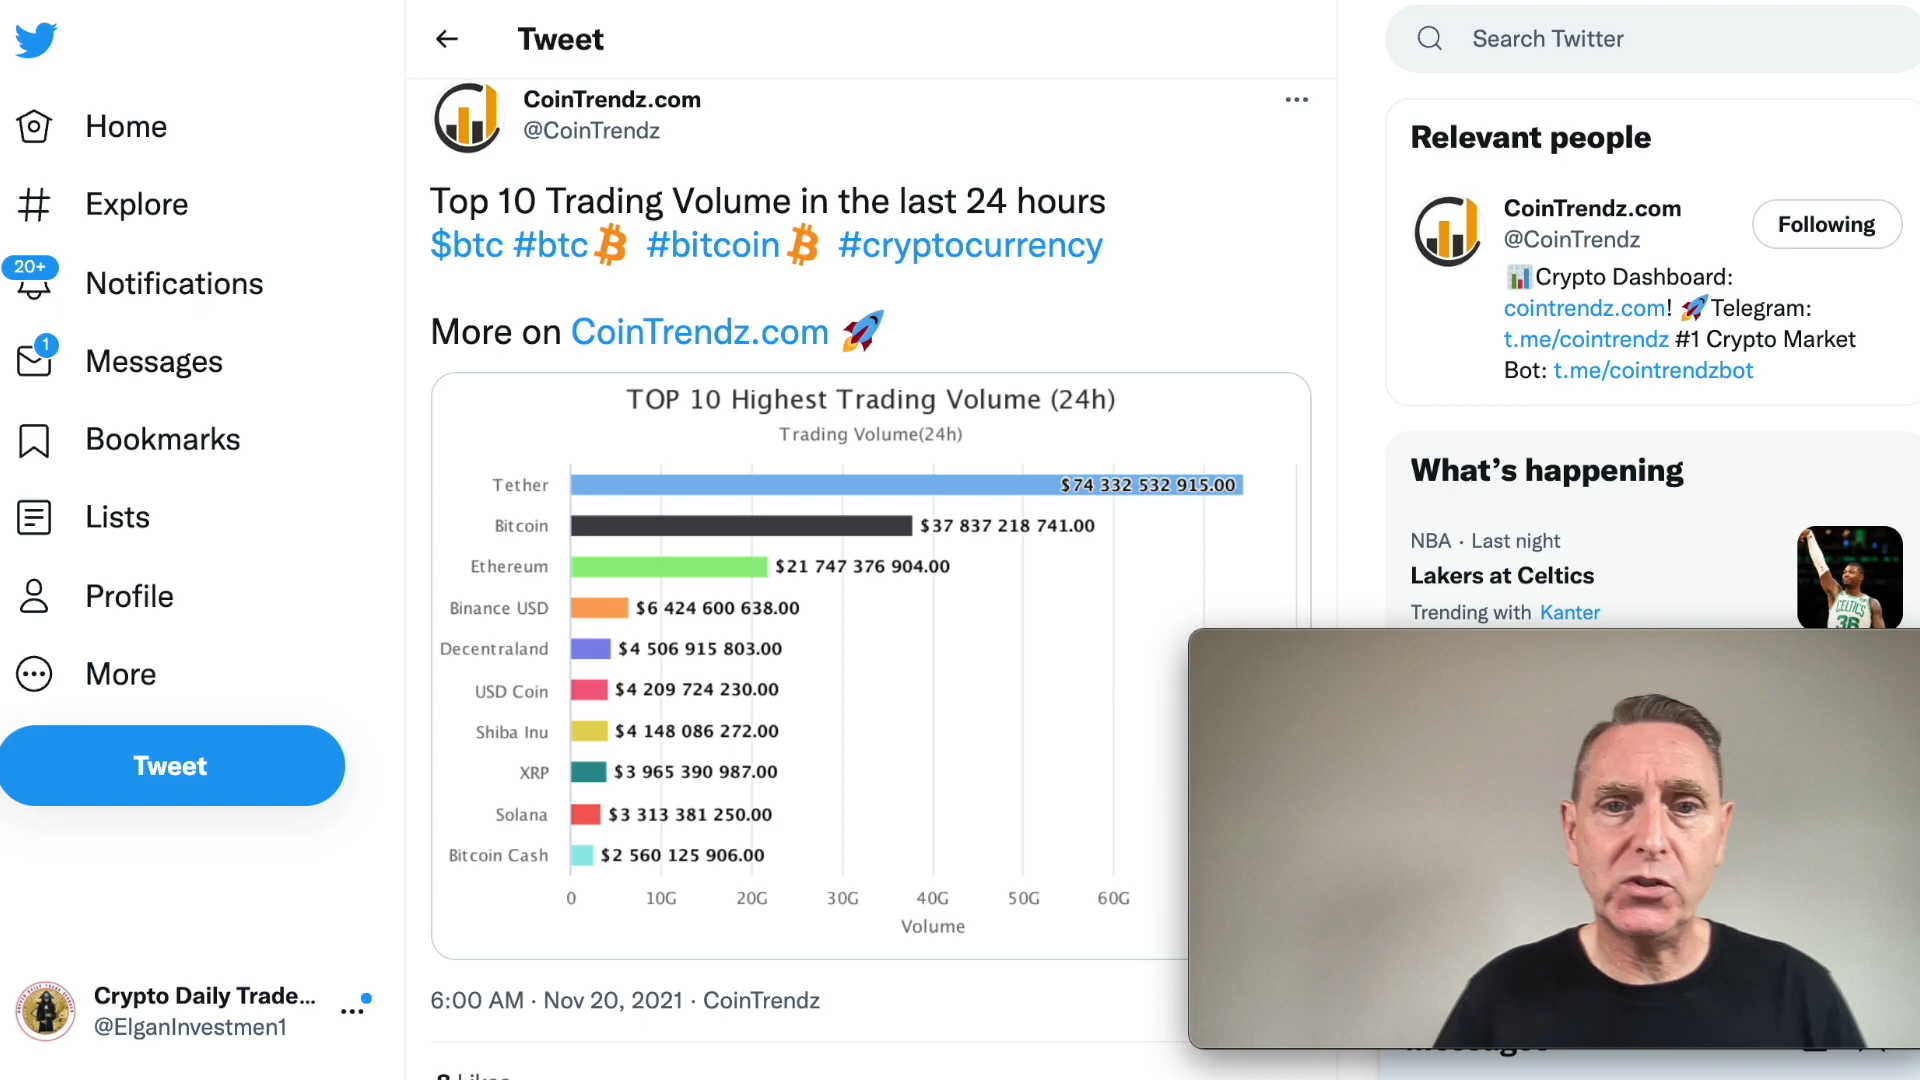 Home
Explore
20+
Notifications
1
Messages
Bookmarks
Lists
Profile
More
Tweet
Crypto Daily Trade...
@ElganInvestmen1
Tweet
CoinTrendz.com
@CoinTrendz
Top 10 Trading Volume in the last 24 hours
$btc #btc #bitcoin #cryptocurrency
More on CoinTrendz.com 🚀
TOP 10 Highest Trading Volume (24h)
Trading Volume(24h)
Tether $74 332 532 915.00
Bitcoin $37 837 218 741.00
Ethereum $21 747 376 904.00
Binance USD $6 424 600 638.00
Decentraland $4 506 915 803.00
USD Coin $4 209 724 230.00
Shiba Inu $4 148 086 272.00
XRP $3 965 390 987.00
Solana $3 313 381 250.00
Bitcoin Cash $2 560 125 906.00
0 10G 20G 30G 40G 50G 60G
Volume
6:00 AM · Nov 20, 2021 · CoinTrendz
8 Likes
Search Twitter
Relevant people
CoinTrendz.com
@CoinTrendz
Following
📊Crypto Dashboard:
cointrendz.com! 🚀Telegram:
t.me/cointrendz #1 Crypto Market
Bot: t.me/cointrendzbot
What's happening
NBA · Last night
Lakers at Celtics
Trending with Kanter
CELTICS
36